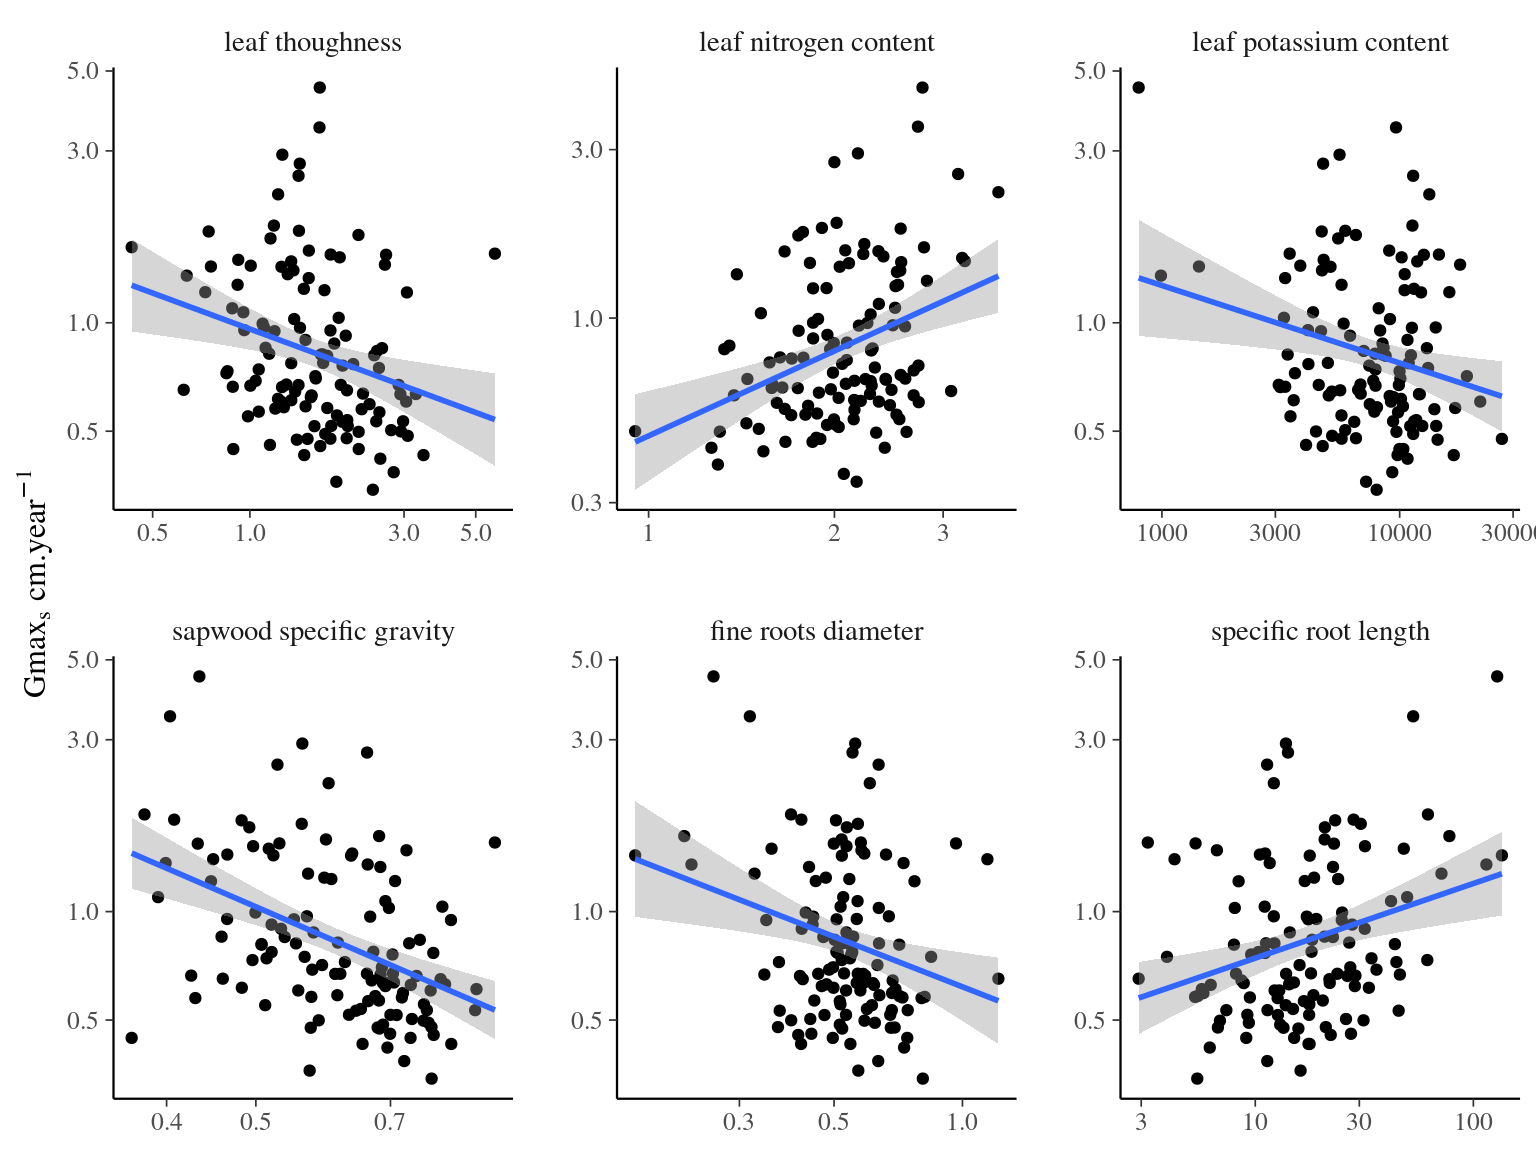 leaf thoughness leaf nitrogen content leaf potassium content
5.0 5.0
3.0 3.0 3.0
1.0 1.0 1.0
0.5 0.5
0.3
0.5 1.0 3.0 5.0 1 2 3 1000 3000 10000 3000
Gmaxₛ cm.year⁻¹
sapwood specific gravity fine roots diameter specific root length
5.0 5.0 5.0
3.0 3.0 3.0
1.0 1.0 1.0
0.5 0.5 0.5
0.4 0.5 0.7 0.3 0.5 1.0 3 10 30 100